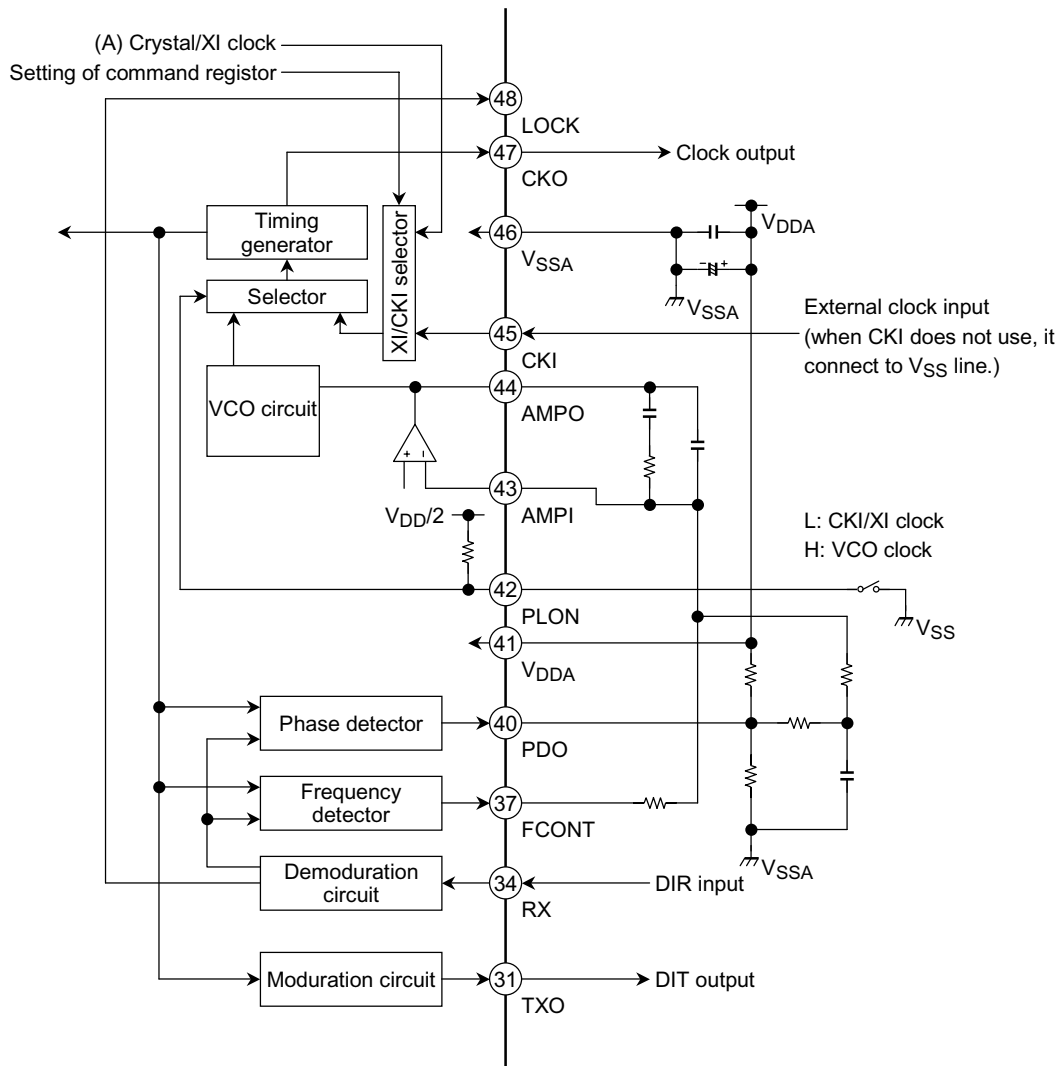 (A) Crystal/XI clock
Setting of command registor
48
LOCK
47
Clock output
CKO
Timing
generator
XI/CKI selector
46
VSSA
VDDA
- +
VSSA
Selector
External clock input
(when CKI does not use, it
connect to VSS line.)
45
CKI
VCO circuit
44
AMPO
+ -
43
AMPI
VDD/2
L: CKI/XI clock
H: VCO clock
42
PLON
VSS
41
VDDA
Phase detector
40
PDO
Frequency
detector
37
FCONT
VSSA
Demoduration
circuit
34
DIR input
RX
Moduration circuit
31
DIT output
TXO